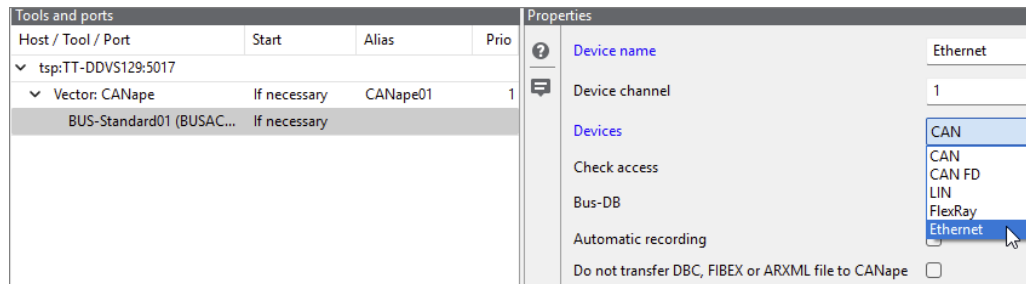 Tools and ports
Host / Tool / Port Start Alias Prio
tsp:TT-DDVS129:5017
Vector: CANape If necessary CANape01 1
BUS-Standard01 (BUSAC... If necessary
Properties
Device name Ethernet
Device channel 1
Devices CAN
CAN
CAN FD
LIN
FlexRay
Ethernet
Check access
Bus-DB
Automatic recording
Do not transfer DBC, FIBEX or ARXML file to CANape